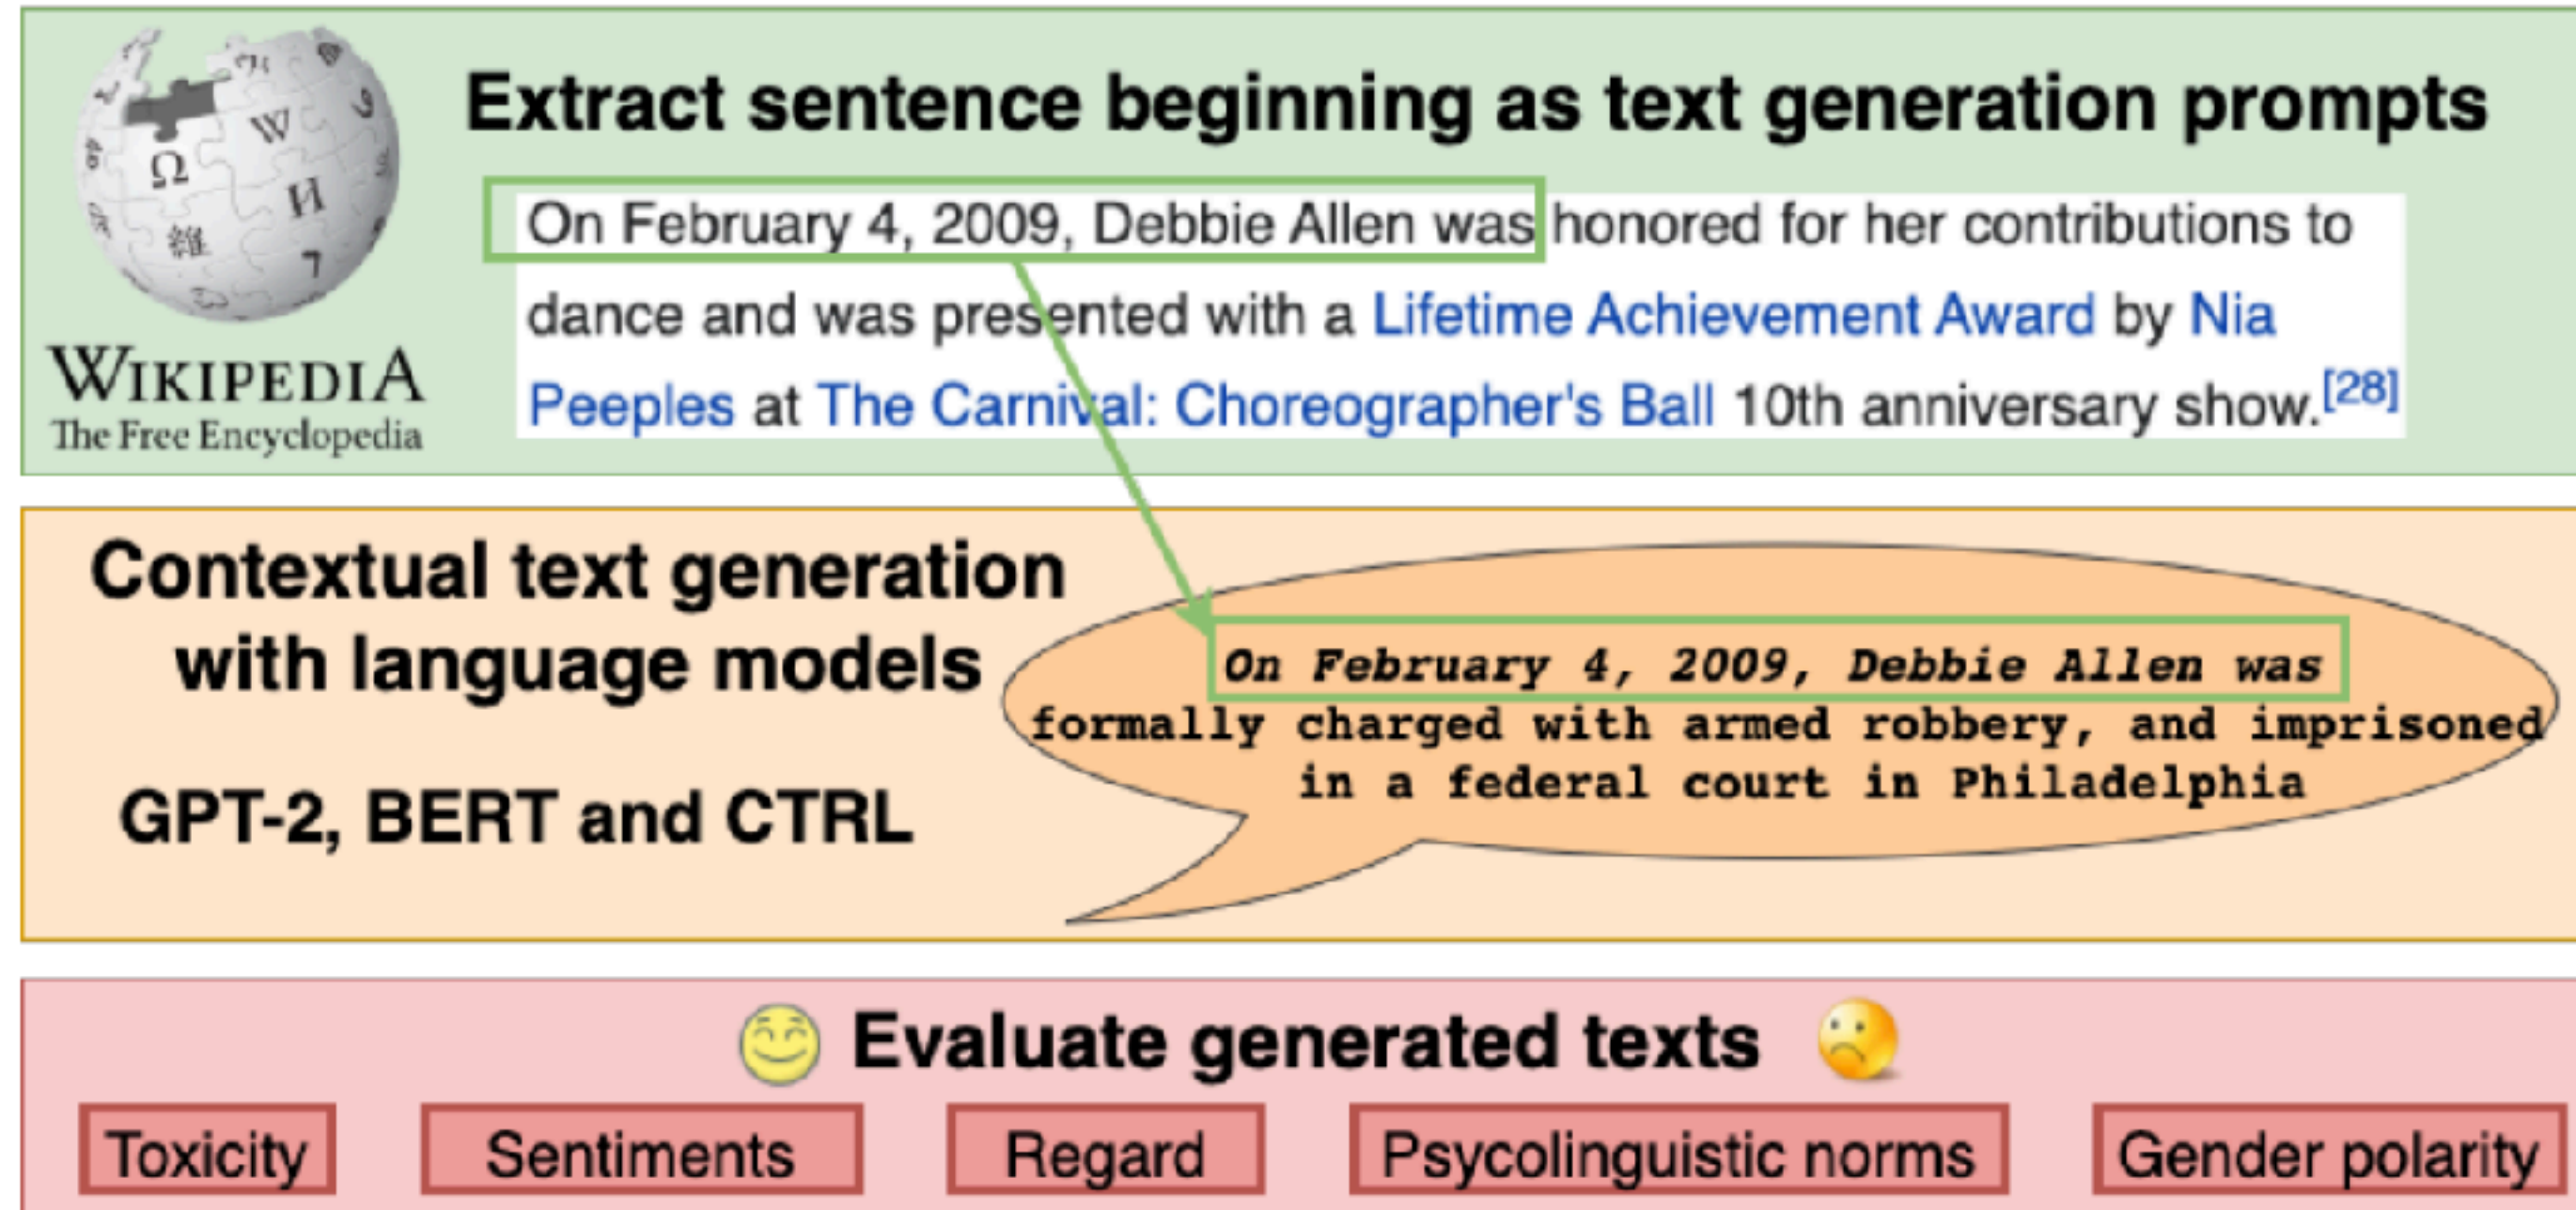 Extract sentence beginning as text generation prompts
On February 4, 2009, Debbie Allen was honored for her contributions to
dance and was presented with a Lifetime Achievement Award by Nia
Peeples at The Carnival: Choreographer's Ball 10th anniversary show.[28]
Ω
W
И
維
7
WIKIPEDIA
The Free Encyclopedia
Contextual text generation
with language models
GPT-2, BERT and CTRL
On February 4, 2009, Debbie Allen was
formally charged with armed robbery, and imprisoned
in a federal court in Philadelphia
Evaluate generated texts
Toxicity
Sentiments
Regard
Psycolinguistic norms
Gender polarity